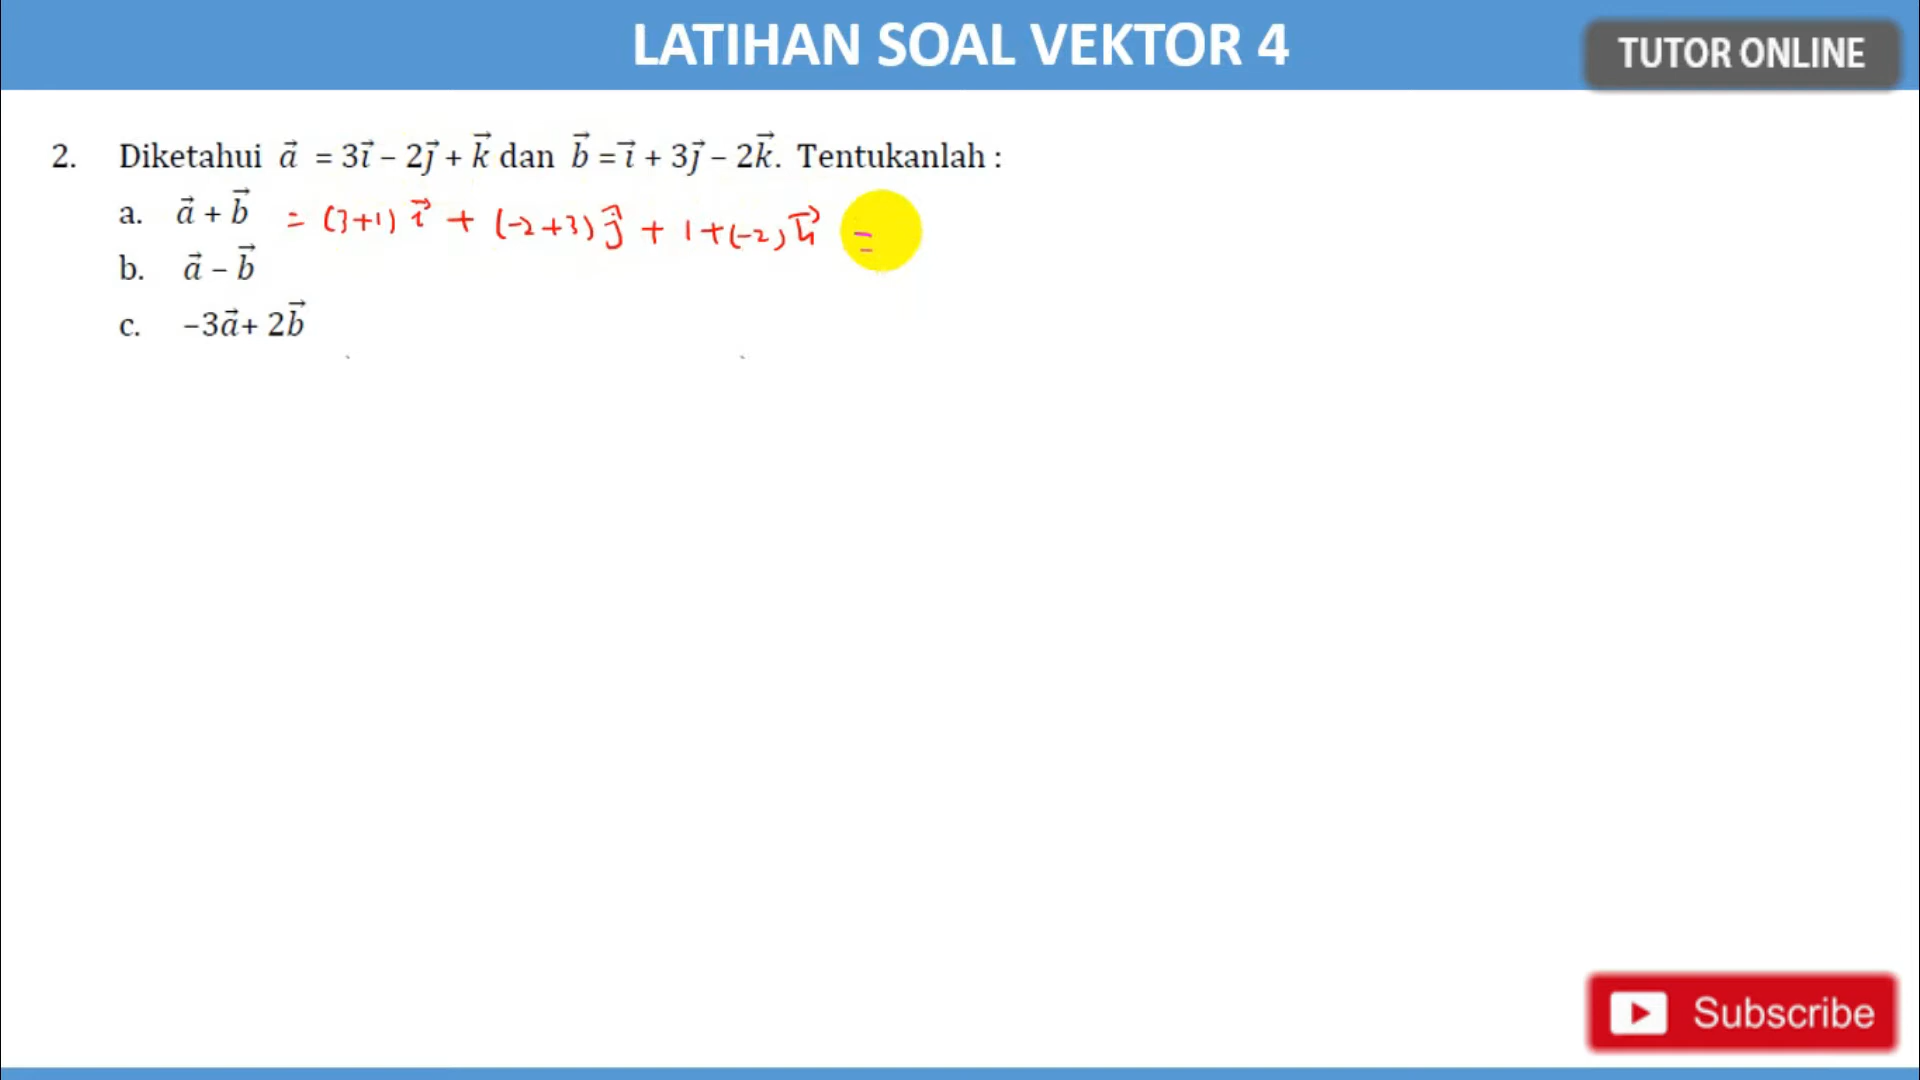 LATIHAN SOAL VEKTOR 4
TUTOR ONLINE
2. Diketahui a⃗ = 3i⃗ – 2j⃗ + k⃗ dan b⃗ = i⃗ + 3j⃗ – 2k⃗. Tentukanlah :
a. a⃗ + b⃗ = (3+1) i⃗ + (-2+3) j⃗ + 1+(-2) k⃗ =
b. a⃗ – b⃗
c. –3a⃗+ 2b⃗
Subscribe